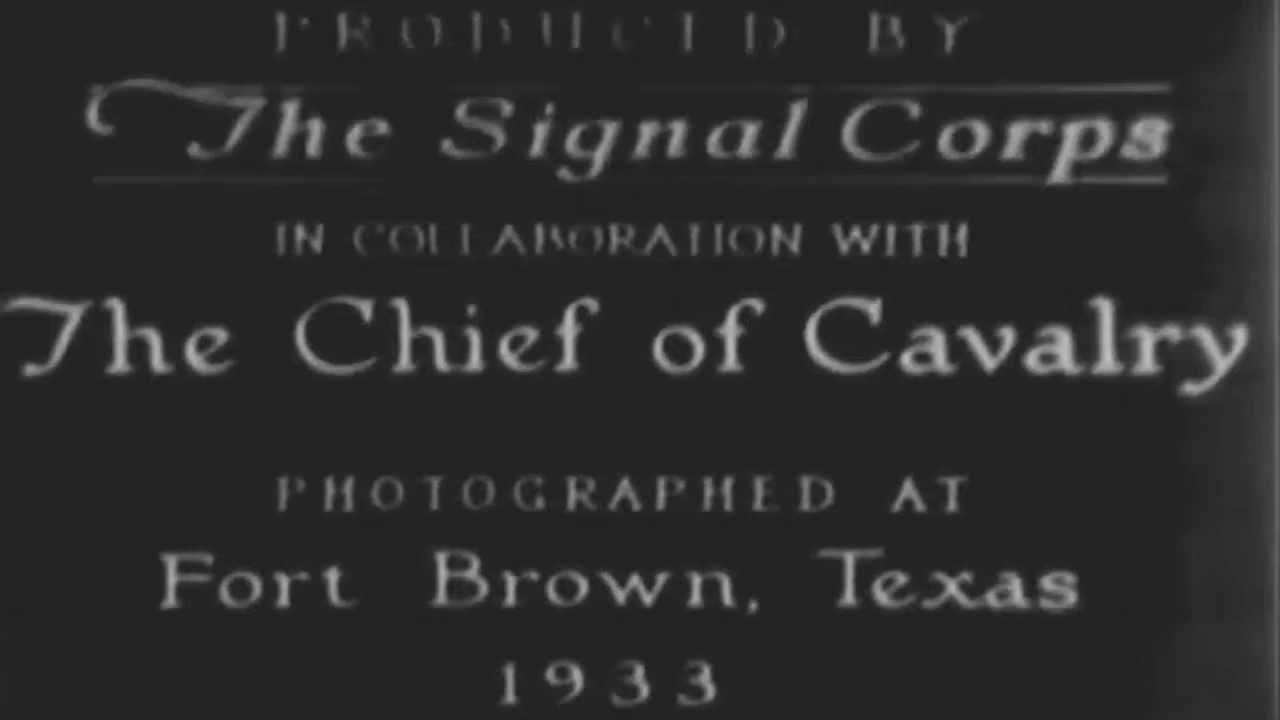 PRODUCED BY
The Signal Corps
IN COLLABORATION WITH
The Chief of Cavalry
PHOTOGRAPHED AT
Fort Brown, Texas
1933